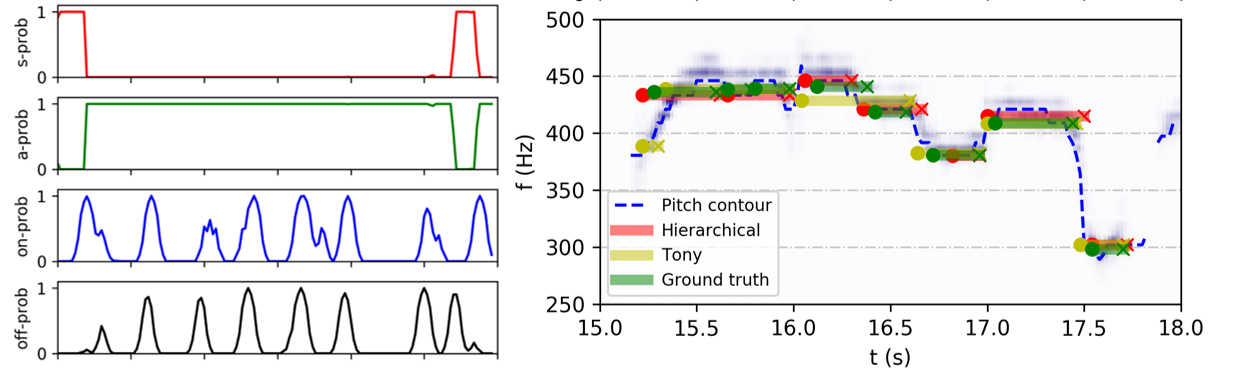 s-prob
1
0
a-prob
1
0
on-prob
1
0
off-prob
1
0
f (Hz)
500
450
400
350
300
250
Pitch contour
Hierarchical
Tony
Ground truth
15.0 15.5 16.0 16.5 17.0 17.5 18.0
t (s)